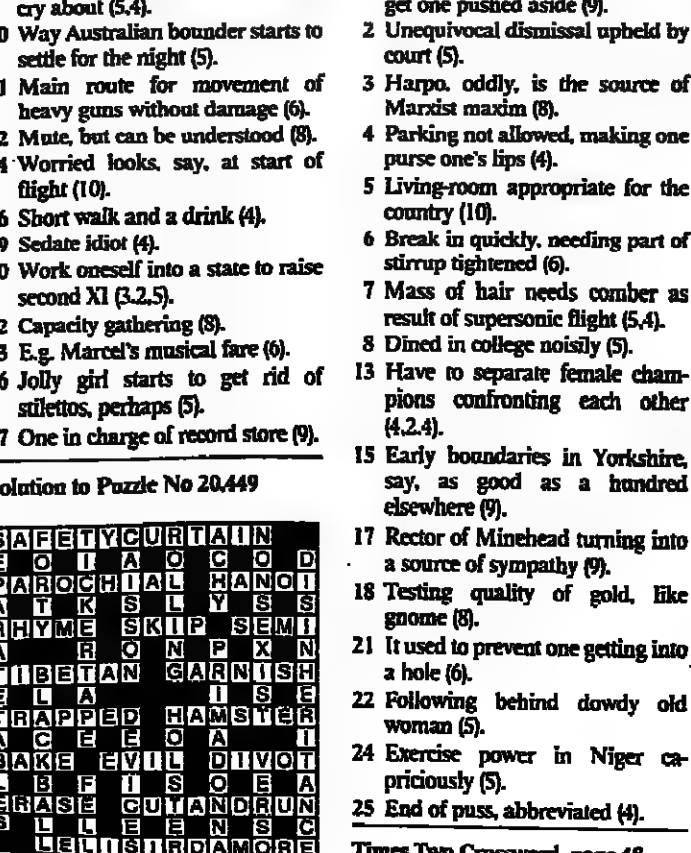 cry about (5,4).
0 Way Australian bounder starts to
settle for the night (5).
1 Main route for movement of
heavy guns without damage (6).
2 Mute, but can be understood (8).
4 Worried looks, say, at start of
flight (10).
6 Short walk and a drink (4).
9 Sedate idiot (4).
0 Work oneself into a state to raise
second XI (3,2,5).
2 Capacity gathering (8).
3 E.g. Marcel's musical fare (6).
6 Jolly girl starts to get rid of
stilettos, perhaps (5).
7 One in charge of record store (9).
olution to Puzzle No 20,449
SAFETYCURTAIN
E O I A O C O D
PAROCHIAL HANOI
A T K S L Y S S
RHYME SKIP SEMI
A R O N P X N
TIBETAN GARNISH
E L A I S E
TRAPPED HAMSTER
A C E E O A I
BAKE EVIL DIVOT
L B F I S O E A
ERASE CUTANDRUN
S L L E E N S C
LELISIRDAMORE
get one pushed aside (9).
2 Unequivocal dismissal upheld by
court (5).
3 Harpo, oddly, is the source of
Marxist maxim (8).
4 Parking not allowed, making one
purse one's lips (4).
5 Living-room appropriate for the
country (10).
6 Break in quickly, needing part of
stirrup tightened (6).
7 Mass of hair needs comber as
result of supersonic flight (5,4).
8 Dined in college noisily (5).
13 Have to separate female cham-
pions confronting each other
(4,2,4).
15 Early boundaries in Yorkshire,
say, as good as a hundred
elsewhere (9).
17 Rector of Minehead turning into
a source of sympathy (9).
18 Testing quality of gold, like
gnome (8).
21 It used to prevent one getting into
a hole (6).
22 Following behind dowdy old
woman (5).
24 Exercise power in Niger ca-
priciously (5).
25 End of puss, abbreviated (4).
Times Two Crossword, page 48